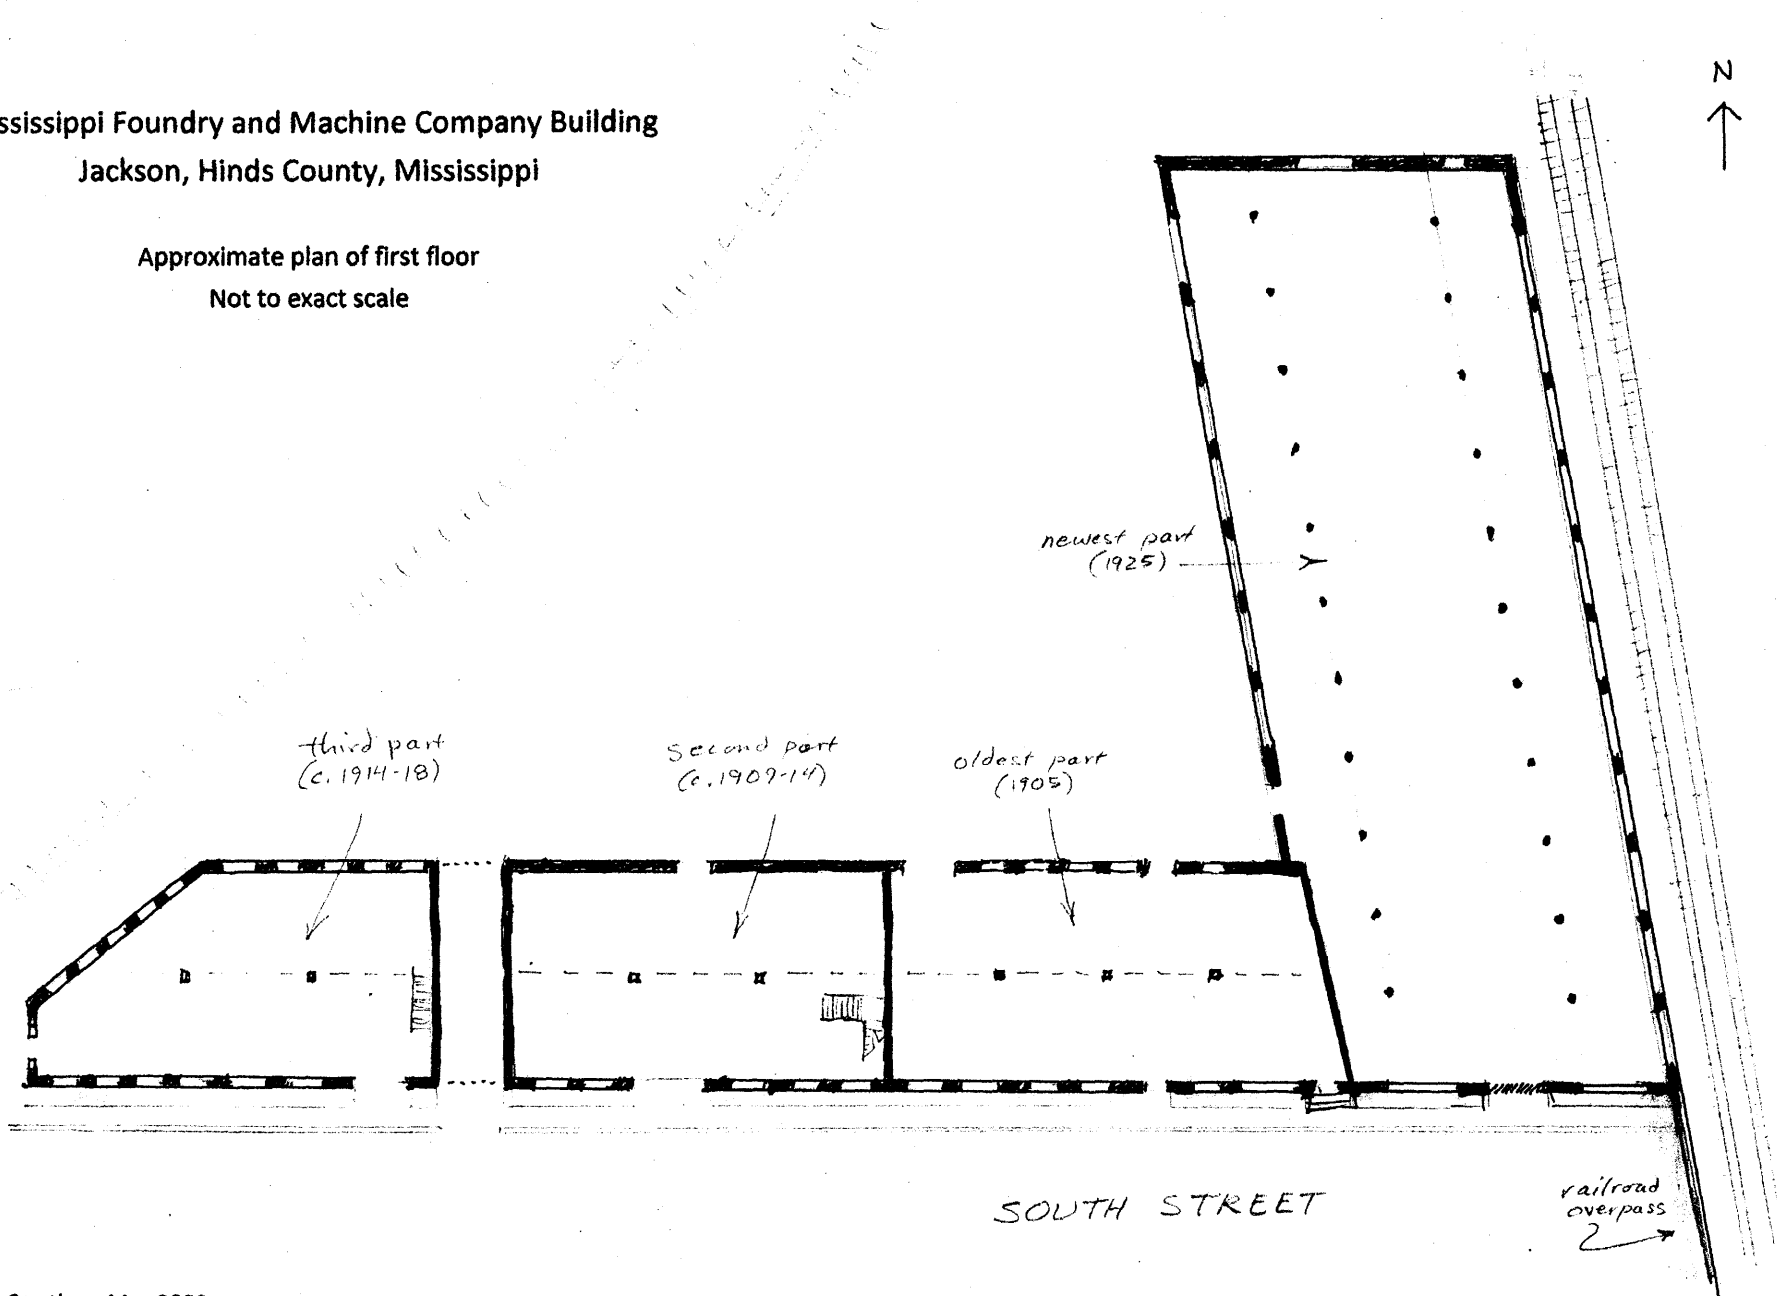 ssissippi Foundry and Machine Company Building
Jackson, Hinds County, Mississippi
Approximate plan of first floor
Not to exact scale
N
newest part
(1925)
third part
(c. 1914-18)
second part
(c. 1909-14)
oldest part
(1905)
SOUTH STREET
railroad
overpass